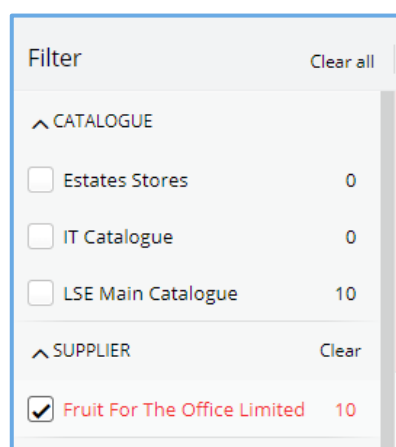 Filter Clear all
CATALOGUE
Estates Stores 0
IT Catalogue 0
LSE Main Catalogue 10
SUPPLIER Clear
Fruit For The Office Limited 10